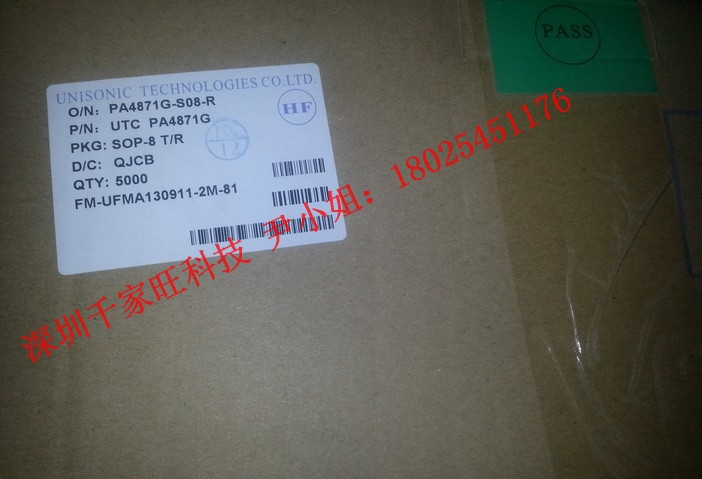 PASS
UNISONIC TECHNOLOGIES CO.LTD.
O/N: PA4871G-S08-R
HF
P/N: UTC PA4871G
PKG: SOP-8 T/R
12
D/C: QJCB
QTY: 5000
FM-UFMA130911-2M-81
深圳千家旺科技 尹小姐：18025451176